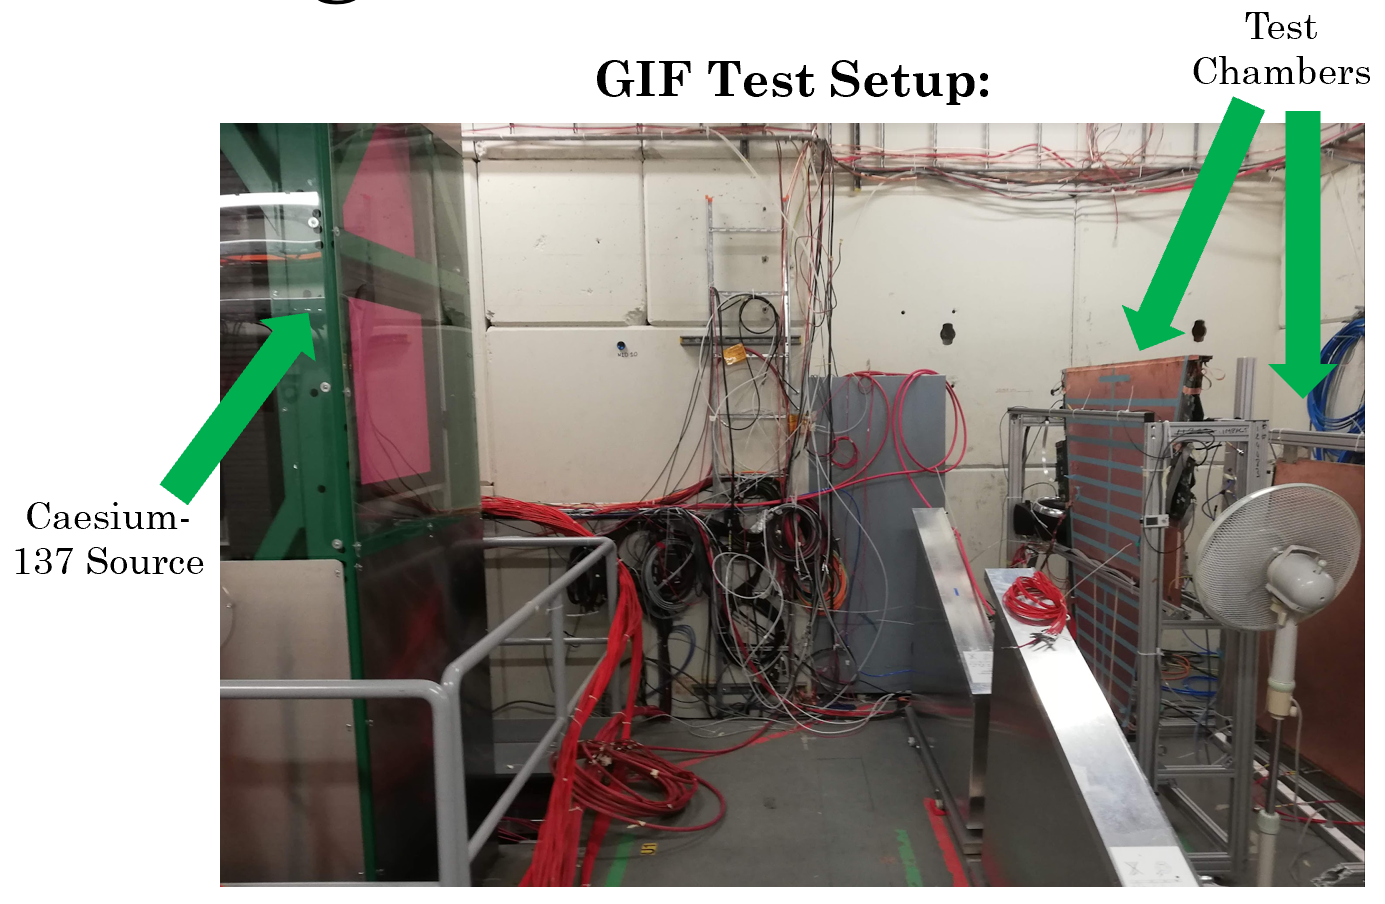 Test
Chambers
GIF Test Setup:
Caesium-
137 Source